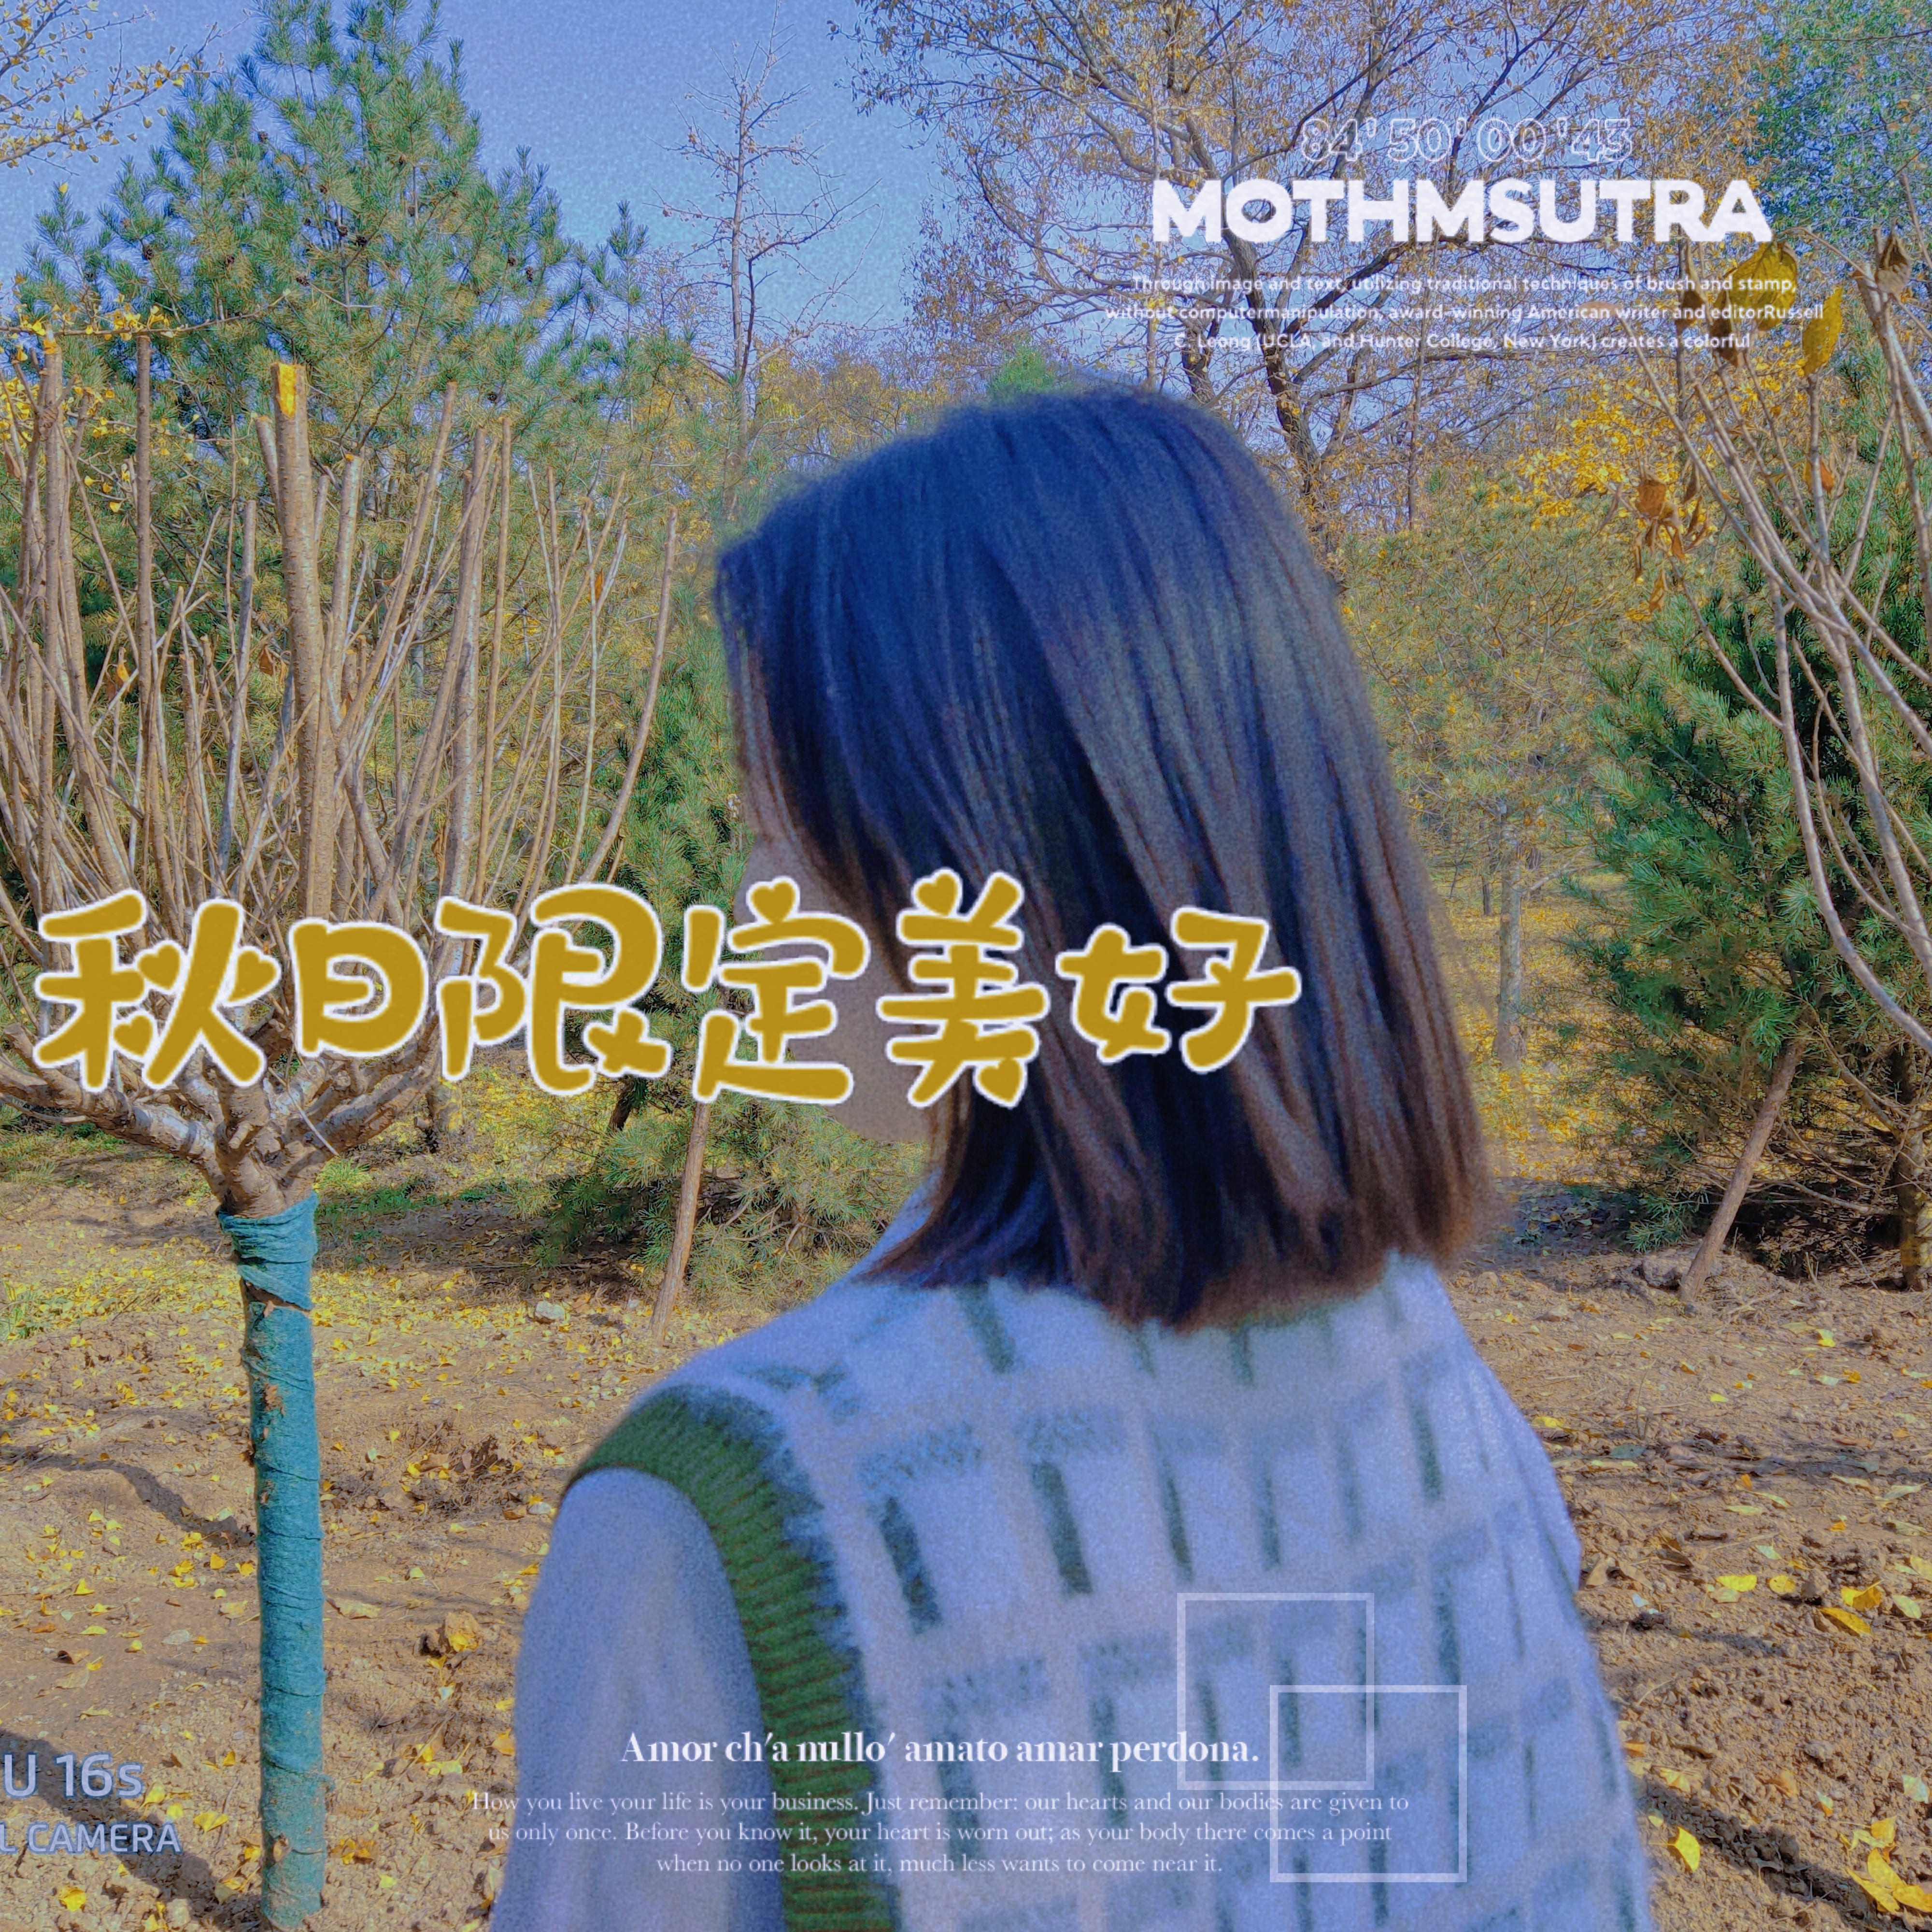 84' 50' 00 ' 45
MOTHMSUTRA
Through image and text, utilizing traditional techniques of brush and stamp,
without computermanipulation, award-winning American writer and editorRussell
C. Leong (UCLA, and Hunter College, New York) creates a colorful
秋日限定美好
U 16s
L CAMERA
Amor ch'a nullo' amato amar perdona.
How you live your life is your business. Just remember: our hearts and our bodies are given to
us only once. Before you know it, your heart is worn out; as your body there comes a point
when no one looks at it, much less wants to come near it.